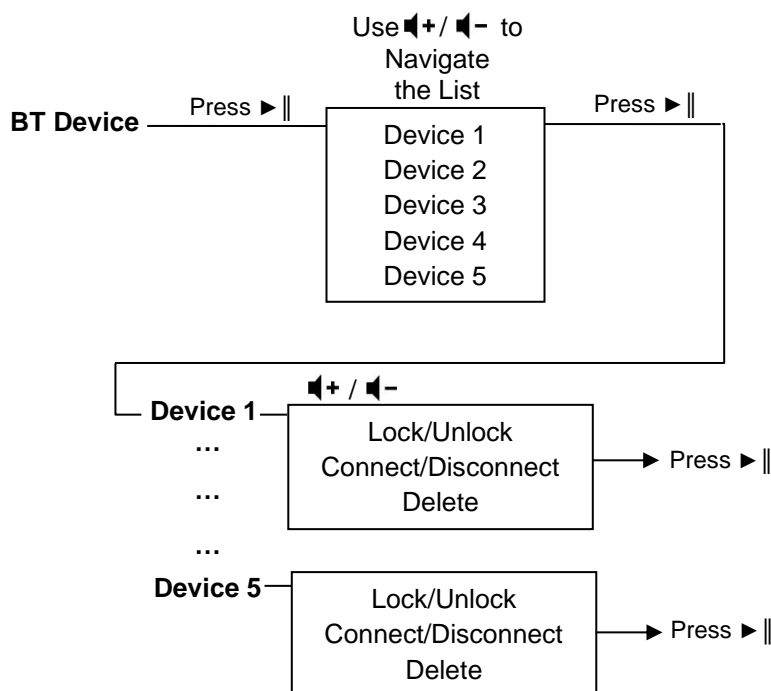 Use 🔈+/ 🔈- to
Navigate
the List
BT Device
Press ►‖
Device 1
Device 2
Device 3
Device 4
Device 5
Press ►‖
🔈+ / 🔈-
Device 1
Lock/Unlock
Connect/Disconnect
Delete
Press ►‖
...
...
...
Device 5
Lock/Unlock
Connect/Disconnect
Delete
Press ►‖